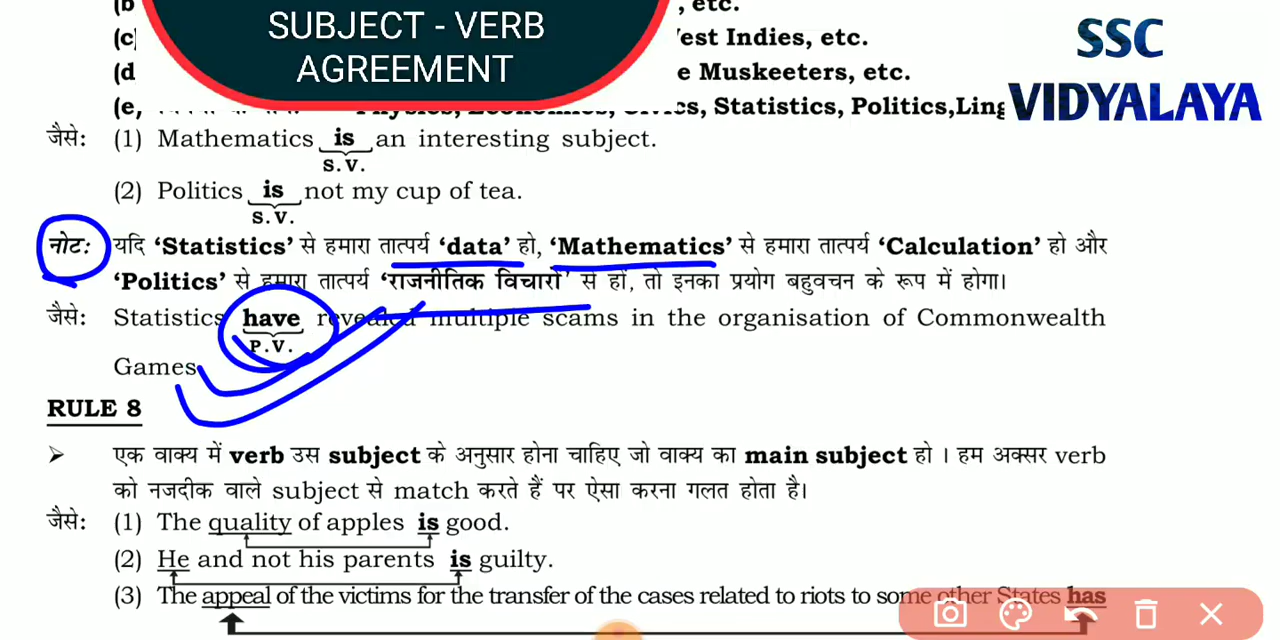 (b , etc.
SUBJECT - VERB
AGREEMENT
(c est Indies, etc.
(d e Musketeers, etc.
(e, Statistics, Politics,Ling
SSC
VIDYALAYA
जैसे: (1) Mathematics is an interesting subject.
S.V.
(2) Politics is not my cup of tea.
S.V.
नोट: यदि ‘Statistics’ से हमारा तात्पर्य ‘data’ हो, ‘Mathematics’ से हमारा तात्पर्य ‘Calculation’ हो और
‘Politics’ से हमारा तात्पर्य ‘राजनीतिक विचारों’ से हों, तो इनका प्रयोग बहुवचन के रूप में होगा।
जैसे: Statistics have revealed multiple scams in the organisation of Commonwealth
P.V.
Games
RULE 8
➢ एक वाक्य में verb उस subject के अनुसार होना चाहिए जो वाक्य का main subject हो । हम अक्सर verb
को नजदीक वाले subject से match करते हैं पर ऐसा करना गलत होता है।
जैसे: (1) The quality of apples is good.
(2) He and not his parents is guilty.
(3) The appeal of the victims for the transfer of the cases related to riots to some other States has